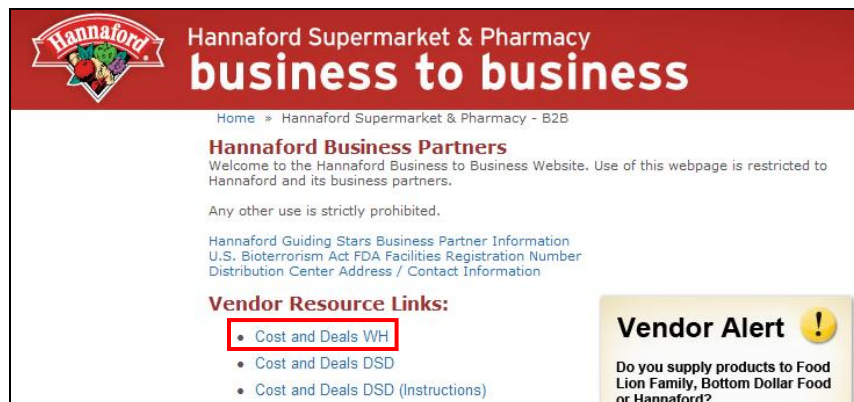 Hannaford
Hannaford Supermarket & Pharmacy
business to business
Home » Hannaford Supermarket & Pharmacy - B2B
Hannaford Business Partners
Welcome to the Hannaford Business to Business Website. Use of this webpage is restricted to
Hannaford and its business partners.
Any other use is strictly prohibited.
Hannaford Guiding Stars Business Partner Information
U.S. Bioterrorism Act FDA Facilities Registration Number
Distribution Center Address / Contact Information
Vendor Resource Links:
• Cost and Deals WH
• Cost and Deals DSD
• Cost and Deals DSD (Instructions)
Vendor Alert !
Do you supply products to Food
Lion Family, Bottom Dollar Food
or Hannaford?